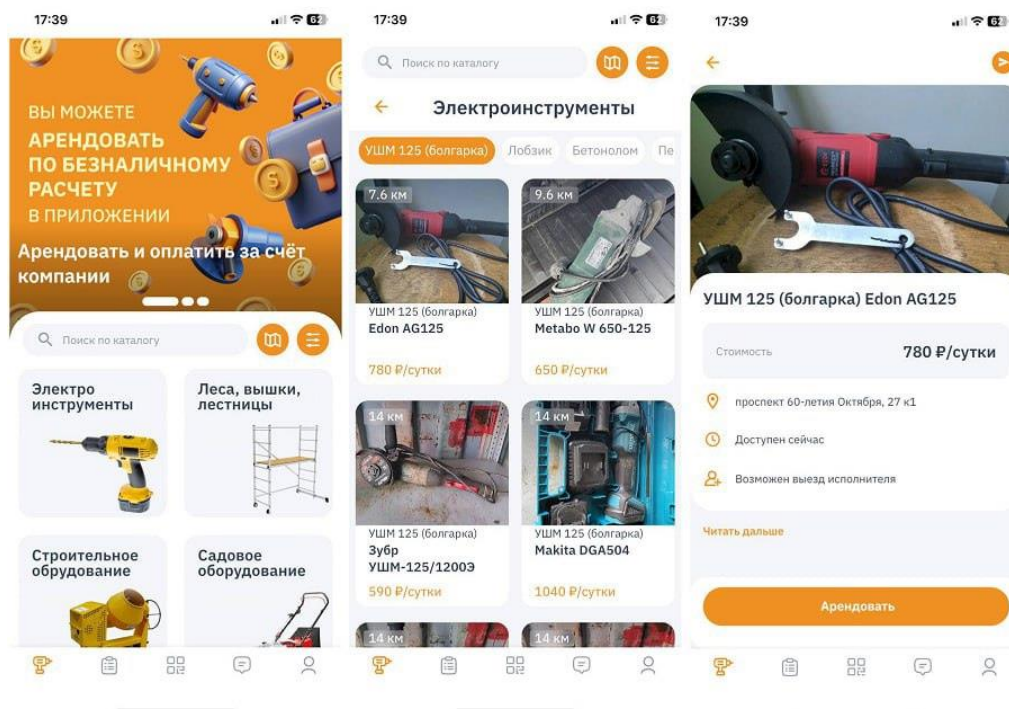 17:39
62
ВЫ МОЖЕТЕ
АРЕНДОВАТЬ
ПО БЕЗНАЛИЧНОМУ
РАСЧЕТУ
В ПРИЛОЖЕНИИ
Арендовать и оплатить за счёт
компании
Поиск по каталогу
Электро
инструменты
Леса, вышки,
лестницы
Строительное
обрудование
Садовое
оборудование
17:39
62
Поиск по каталогу
Электроинструменты
УШМ 125 (болгарка)
Лобзик
Бетонолом
Пе
7.6 км
9.6 км
УШМ 125 (болгарка)
Edon AG125
780 ₽/сутки
УШМ 125 (болгарка)
Metabo W 650-125
650 ₽/сутки
14 км
14 км
УШМ 125 (болгарка)
Зубр
УШМ-125/1200Э
590 ₽/сутки
УШМ 125 (болгарка)
Makita DGA504
1040 ₽/сутки
14 км
14 км
17:39
62
УШМ 125 (болгарка) Edon AG125
Стоимость
780 ₽/сутки
проспект 60-летия Октября, 27 к1
Доступен сейчас
Возможен выезд исполнителя
Читать дальше
Арендовать